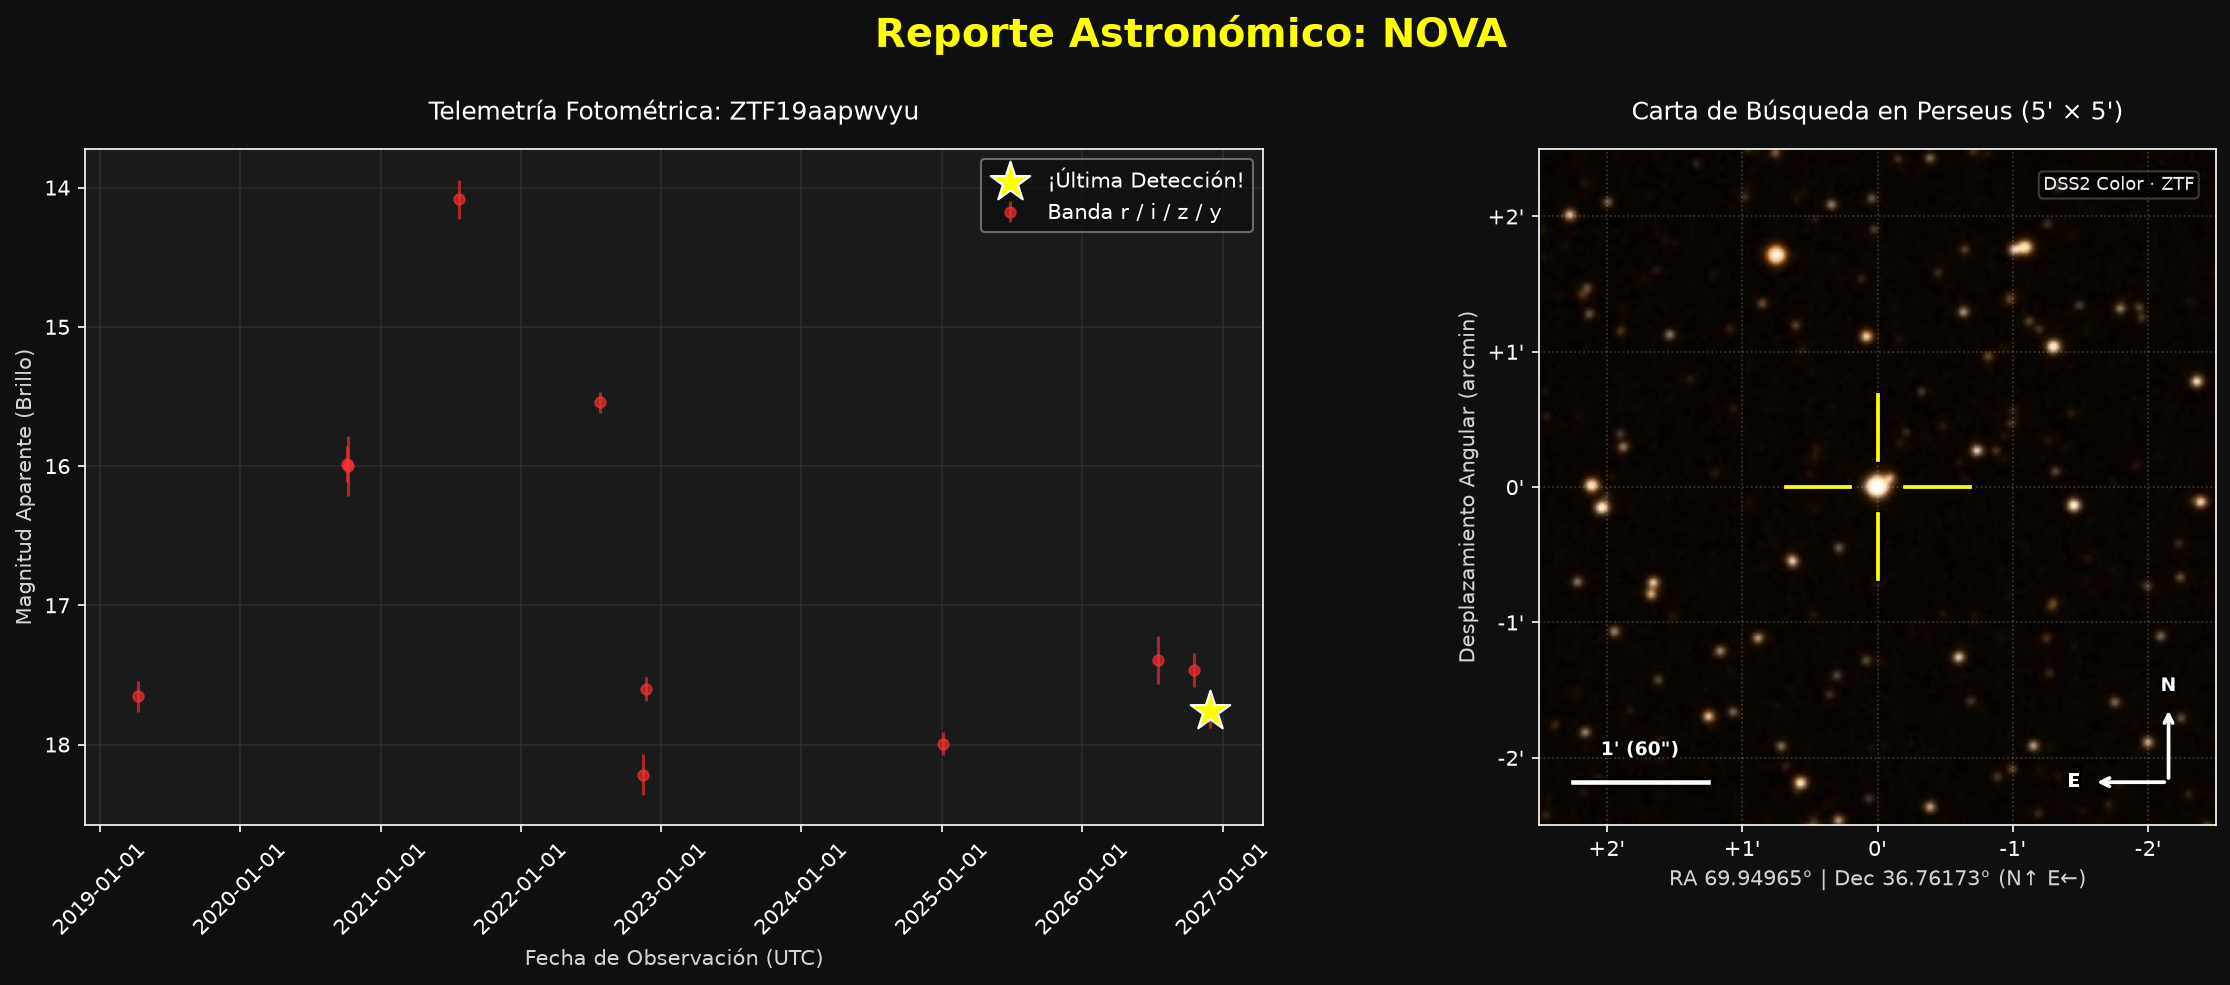 Reporte Astronómico: NOVA
Telemetría Fotométrica: ZTF19aapwvyu
Magnitud Aparente (Brillo)
14
15
16
17
18
¡Última Detección!
Banda r / i / z / y
2019-01-01
2020-01-01
2021-01-01
2022-01-01
2023-01-01
2024-01-01
2025-01-01
2026-01-01
2027-01-01
Fecha de Observación (UTC)
Carta de Búsqueda en Perseus (5' × 5')
Desplazamiento Angular (arcmin)
+2'
+1'
0'
-1'
-2'
DSS2 Color · ZTF
1' (60")
N
E
+2'
+1'
0'
-1'
-2'
RA 69.94965° | Dec 36.76173° (N↑ E←)